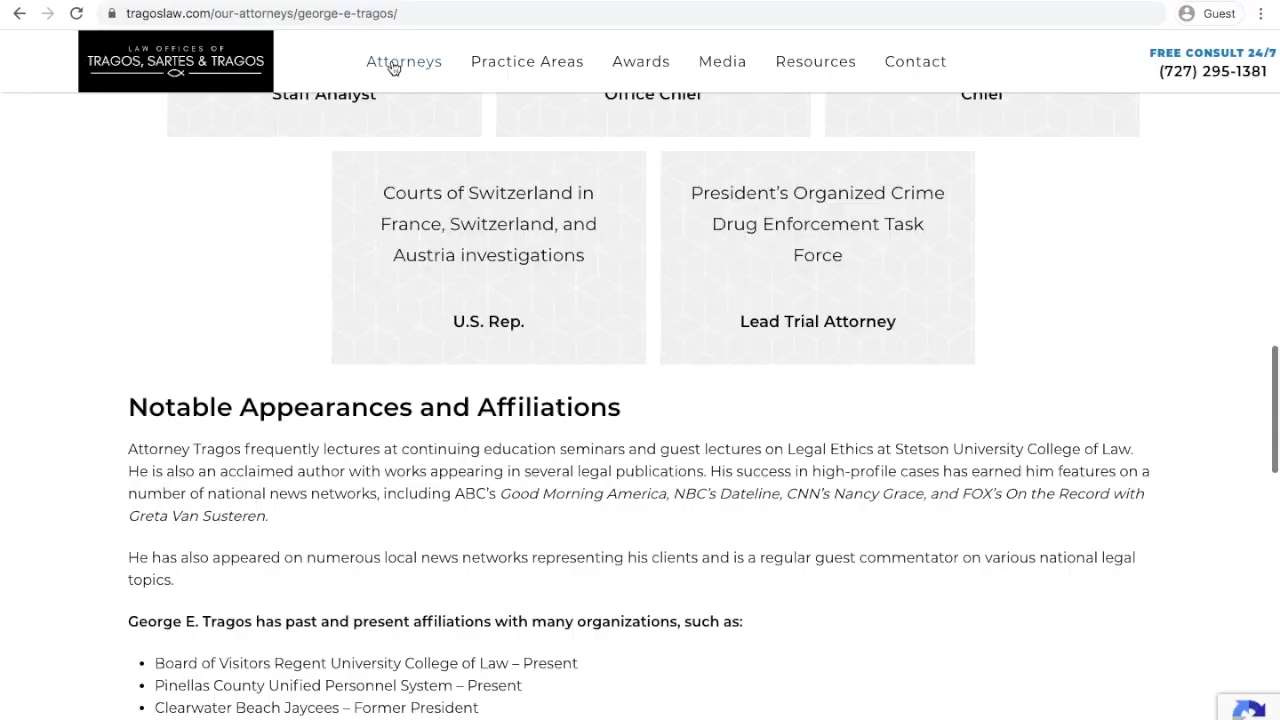 tragoslaw.com/our-attorneys/george-e-tragos/
Guest
LAW OFFICES OF
TRAGOS, SARTES & TRAGOS
Attorneys
Practice Areas
Awards
Media
Resources
Contact
FREE CONSULT 24/7
(727) 295-1381
Staff Analyst
Office Chief
Chief
Courts of Switzerland in
France, Switzerland, and
Austria investigations
U.S. Rep.
President's Organized Crime
Drug Enforcement Task
Force
Lead Trial Attorney
Notable Appearances and Affiliations
Attorney Tragos frequently lectures at continuing education seminars and guest lectures on Legal Ethics at Stetson University College of Law.
He is also an acclaimed author with works appearing in several legal publications. His success in high-profile cases has earned him features on a
number of national news networks, including ABC's Good Morning America, NBC's Dateline, CNN's Nancy Grace, and FOX's On the Record with
Greta Van Susteren.
He has also appeared on numerous local news networks representing his clients and is a regular guest commentator on various national legal
topics.
George E. Tragos has past and present affiliations with many organizations, such as:
• Board of Visitors Regent University College of Law – Present
• Pinellas County Unified Personnel System – Present
• Clearwater Beach Jaycees – Former President